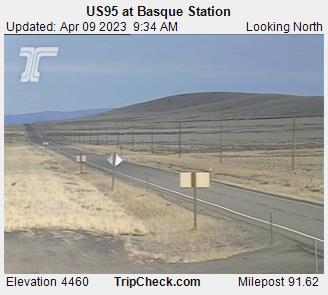 US95 at Basque Station
Updated: Apr 09 2023 9:34 AM Looking North
Elevation 4460 TripCheck.com Milepost 91.62